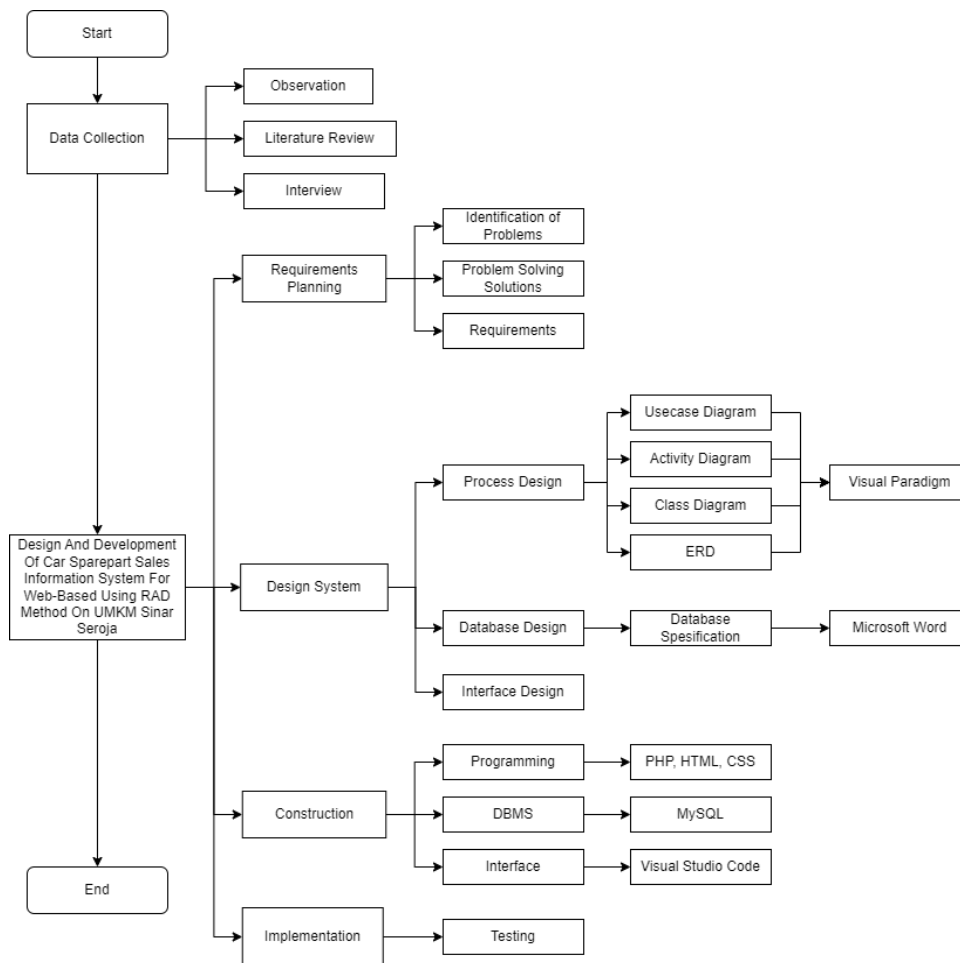 Start
Observation
Data Collection
Literature Review
Interview
Identification of
Problems
Requirements
Planning
Problem Solving
Solutions
Requirements
Usecase Diagram
Activity Diagram
Process Design
Visual Paradigm
Class Diagram
ERD
Design And Development
Of Car Sparepart Sales
Information System For
Web-Based Using RAD
Method On UMKM Sinar
Seroja
Design System
Database Design
Database
Spesification
Microsoft Word
Interface Design
Programming
PHP, HTML, CSS
Construction
DBMS
MySQL
Interface
Visual Studio Code
End
Implementation
Testing